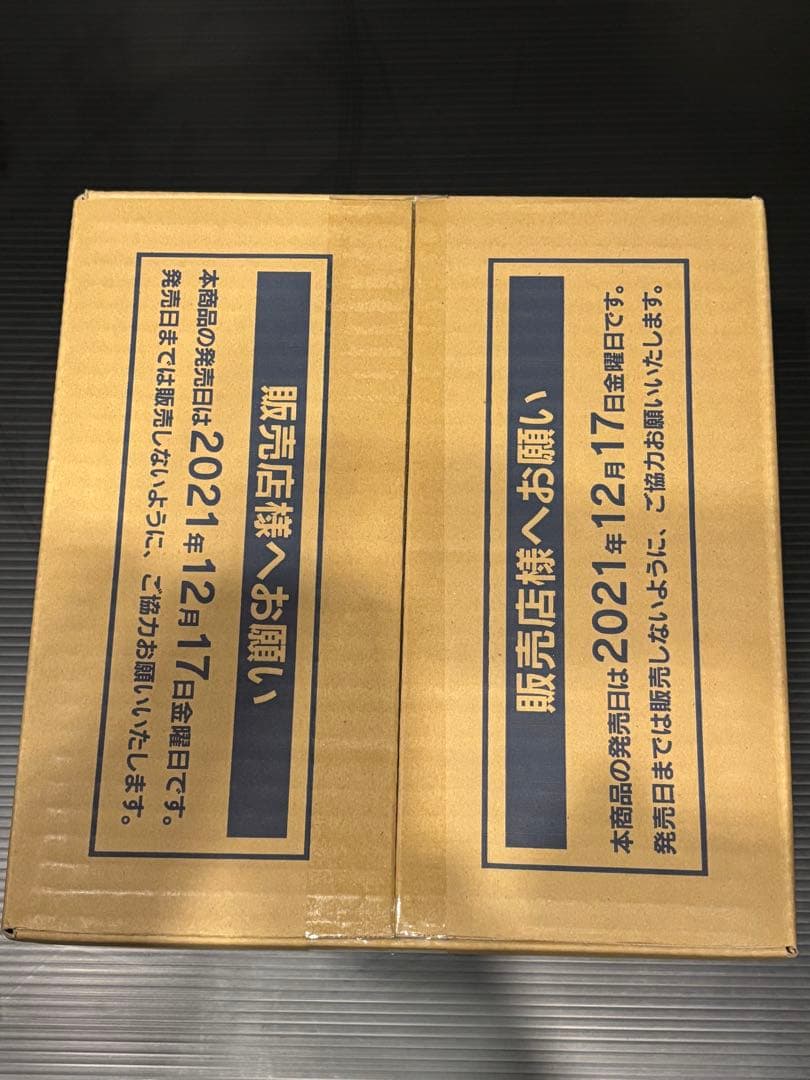 販売店様へお願い
本商品の発売日は2021年12月17日金曜日です。
発売日までは販売しないように、ご協力お願いいたします。
販売店様へお願い
本商品の発売日は2021年12月17日金曜日です。
発売日までは販売しないように、ご協力お願いいたします。